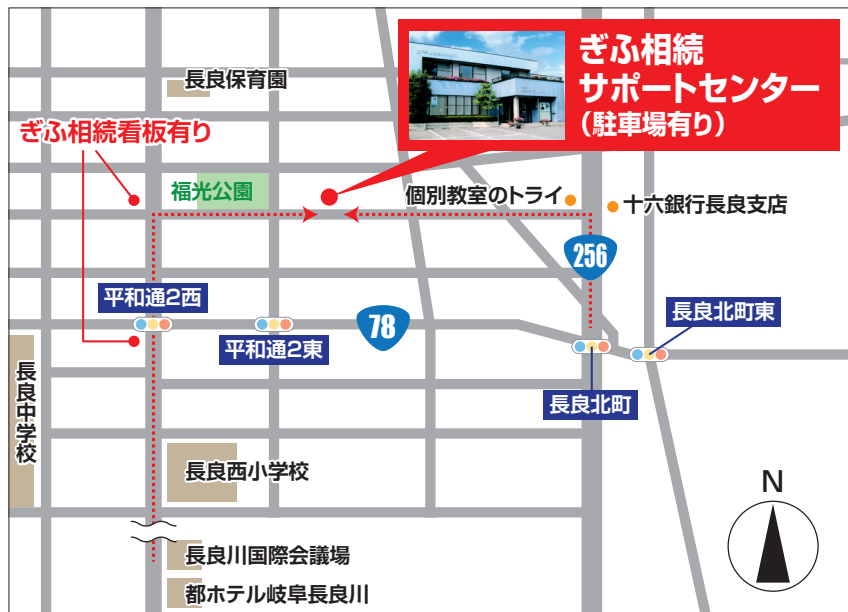 ぎふ相続
サポートセンター
（駐車場有り）
長良保育園
ぎふ相続看板有り
福光公園
個別教室のトライ
十六銀行長良支店
256
平和通2西
78
平和通2東
長良北町東
長良北町
長良中学校
長良西小学校
N
長良川国際会議場
都ホテル岐阜長良川